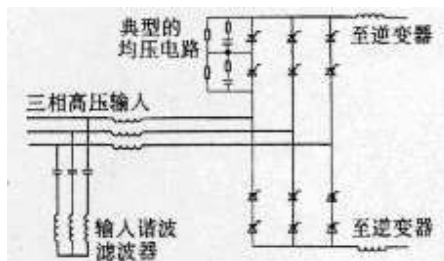 典型的
均压电路
至逆变器
三相高压输入
输入谐波
滤波器
至逆变器